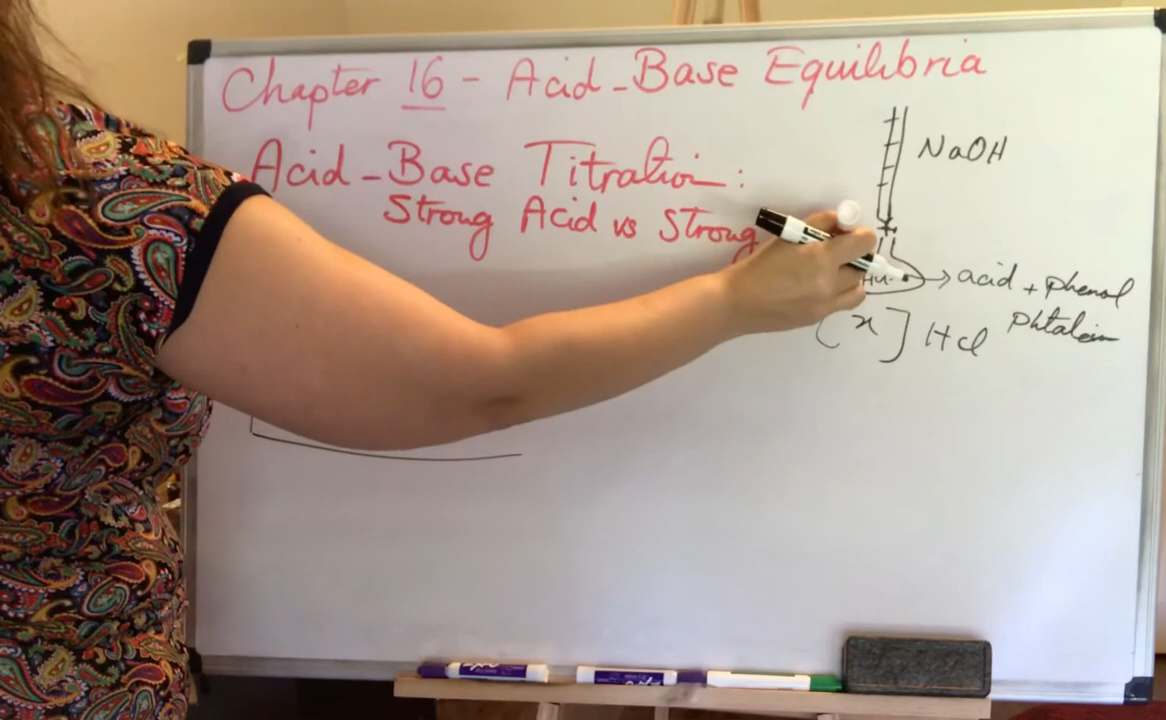 Chapter 16 - Acid-Base Equilibria
Acid-Base Titration:
Strong Acid vs Strong
NaOH
→ acid + phenol
phtalein
[x] HCl